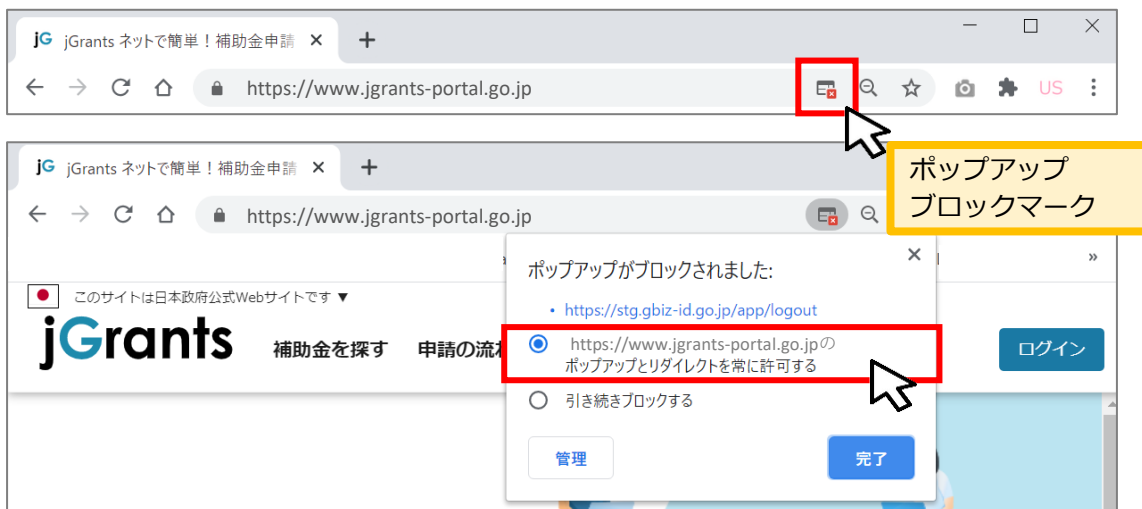 jG jGrants ネットで簡単！補助金申請
https://www.jgrants-portal.go.jp
US
jG jGrants ネットで簡単！補助金申請
https://www.jgrants-portal.go.jp
ポップアップ
ブロックマーク
»
ポップアップがブロックされました:
• https://stg.gbiz-id.go.jp/app/logout
https://www.jgrants-portal.go.jpの
ポップアップとリダイレクトを常に許可する
引き続きブロックする
管理
完了
このサイトは日本政府公式Webサイトです ▼
jGrants
補助金を探す
申請の流
ログイン